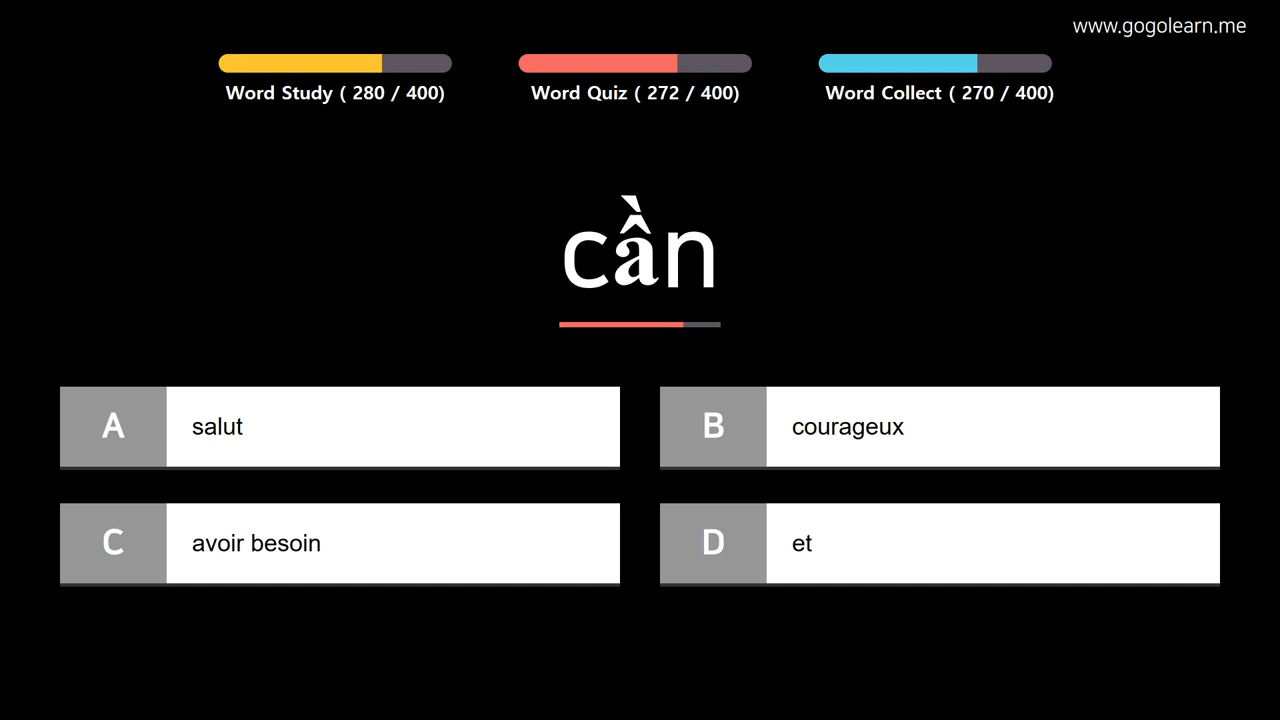 www.gogolearn.me
Word Study ( 280 / 400)
Word Quiz ( 272 / 400)
Word Collect ( 270 / 400)
cần
A salut
B courageux
C avoir besoin
D et